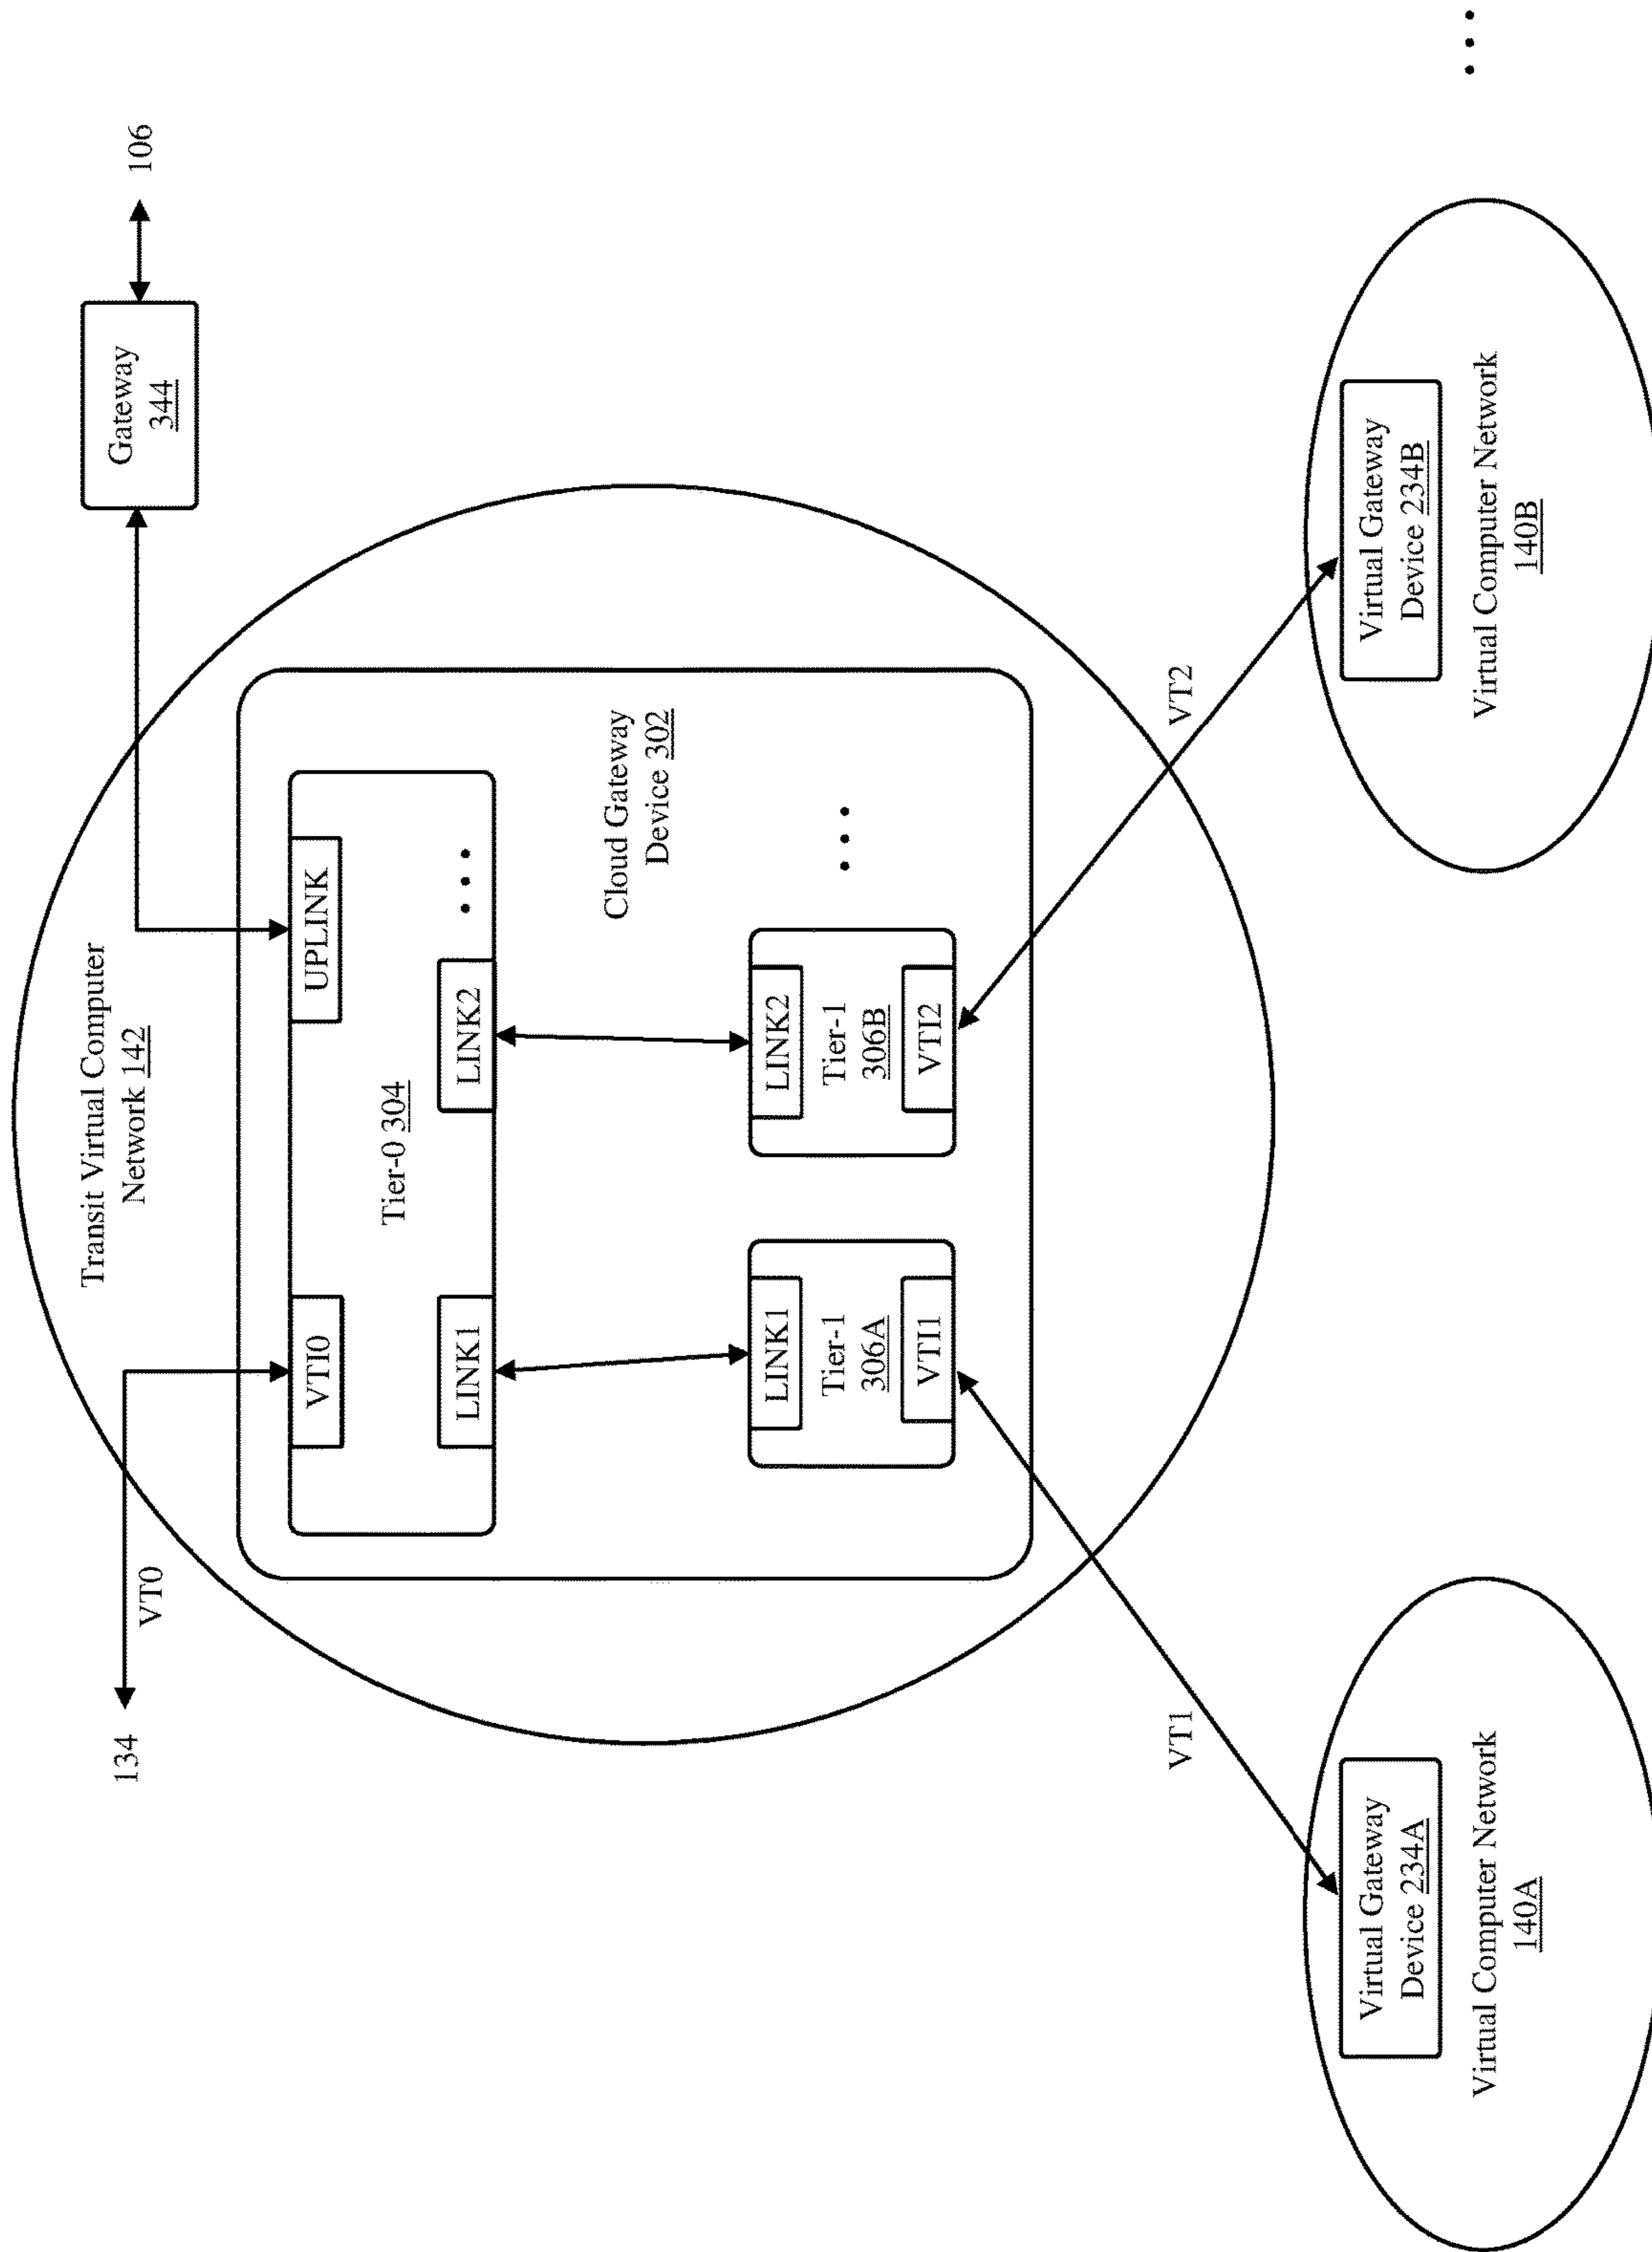 134
VT0
Transit Virtual Computer
Network 142
Gateway
344
106
VTI0
UPLINK
Tier-0 304
LINK1
LINK2
...
Cloud Gateway
Device 302
LINK1
Tier-1
306A
VTI1
LINK2
Tier-1
306B
VTI2
...
VT1
VT2
Virtual Gateway
Device 234A
Virtual Computer Network
140A
Virtual Gateway
Device 234B
Virtual Computer Network
140B
...